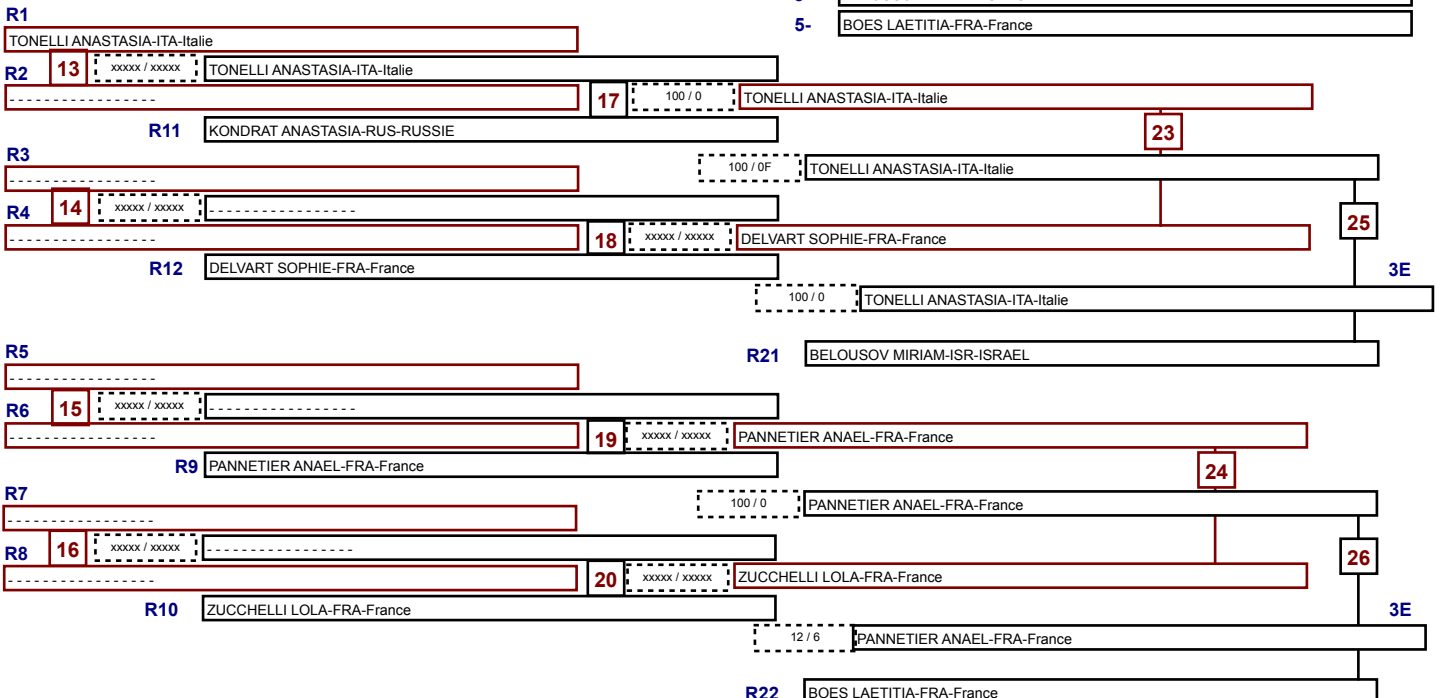 R1
5- BOES LAETITIA-FRA-France
TONELLI ANASTASIA-ITA-Italie
R2 13 xxxxx / xxxxx TONELLI ANASTASIA-ITA-Italie
- - - - - - - - - - - - - - - - - 17 100 / 0 TONELLI ANASTASIA-ITA-Italie
R11 KONDRAT ANASTASIA-RUS-RUSSIE
23
R3
- - - - - - - - - - - - - - - - - 100 / 0F TONELLI ANASTASIA-ITA-Italie
R4 14 xxxxx / xxxxx - - - - - - - - - - - - - - - - -
- - - - - - - - - - - - - - - - - 18 xxxxx / xxxxx DELVART SOPHIE-FRA-France
25
R12 DELVART SOPHIE-FRA-France
3E
100 / 0 TONELLI ANASTASIA-ITA-Italie
R5
R21 BELOUSOV MIRIAM-ISR-ISRAEL
- - - - - - - - - - - - - - - - -
R6 15 xxxxx / xxxxx - - - - - - - - - - - - - - - - -
- - - - - - - - - - - - - - - - - 19 xxxxx / xxxxx PANNETIER ANAEL-FRA-France
R9 PANNETIER ANAEL-FRA-France
24
R7
100 / 0 PANNETIER ANAEL-FRA-France
- - - - - - - - - - - - - - - - -
R8 16 xxxxx / xxxxx - - - - - - - - - - - - - - - - -
26
- - - - - - - - - - - - - - - - - 20 xxxxx / xxxxx ZUCCHELLI LOLA-FRA-France
R10 ZUCCHELLI LOLA-FRA-France
3E
12 / 6 PANNETIER ANAEL-FRA-France
R22 BOES LAETITIA-FRA-France